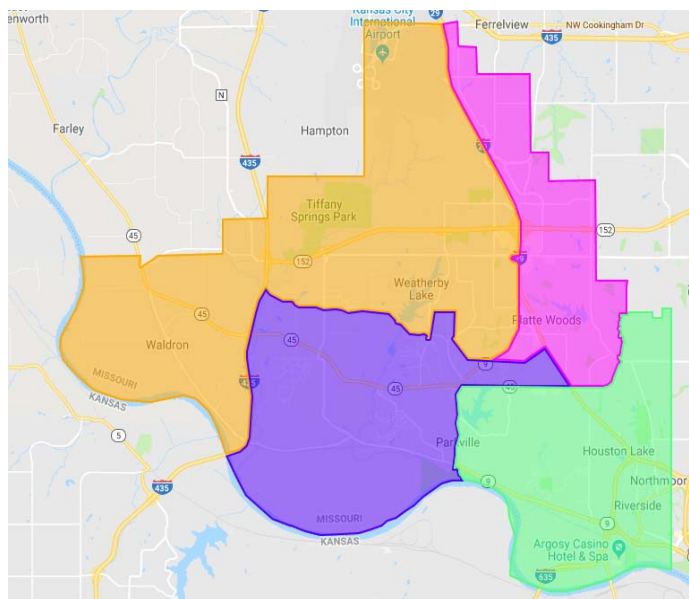 Kansas City
International
Airport
29
Ferrelview
NW Cookingham Dr
435
enworth
N
Farley
Hampton
435
Tiffany
Springs Park
45
152
152
Weatherby
Lake
Platte Woods
45
Waldron
45
9
45
45
MISSOURI
KANSAS
435
5
Parkville
Houston Lake
435
9
Northmoor
Riverside
MISSOURI
KANSAS
9
Argosy Casino
Hotel & Spa
635